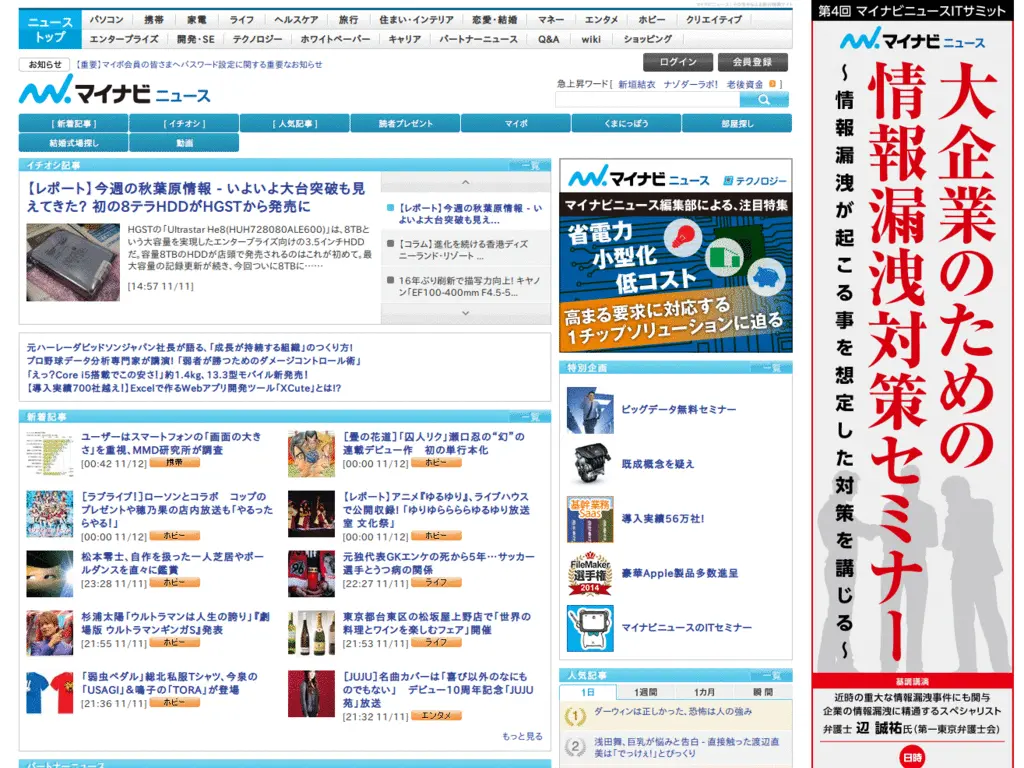 ニュース
トップ
パソコン 携帯 家電 ライフ ヘルスケア 旅行 住まい・インテリア 恋愛・結婚 マネー エンタメ ホビー クリエイティブ
エンタープライズ 開発・SE テクノロジー ホワイトペーパー キャリア パートナーニュース Q&A wiki ショッピング
お知らせ 【重要】マイポ会員の皆さまへパスワード設定に関する重要なお知らせ
ログイン 会員登録
マイナビニュース
急上昇ワード [ 新垣結衣 ナゾダーラボ! 老後資金 ]
[ 新着記事 ] [ イチオシ ] [ 人気記事 ] 読者プレゼント マイポ くまにっぽう 部屋探し
結婚式場探し 動画
イチオシ記事 一覧
【レポート】今週の秋葉原情報 - いよいよ大台突破も見
えてきた? 初の8テラHDDがHGSTから発売に
HGSTの「Ultrastar He8(HUH728080ALE600)」は、8TBと
いう大容量を実現したエンタープライズ向けの3.5インチHDD
だ。容量8TBのHDDが店頭で発売されるのはこれが初めて。最
大容量の記録更新が続き、今回ついに8TBに……
[14:57 11/11]
【レポート】今週の秋葉原情報 - い
よいよ大台突破も見え...
【コラム】進化を続ける香港ディズ
ニーランド・リゾート ...
16年ぶり刷新で描写力向上! キヤノ
ン「EF100-400mm F4.5-5...
元ハーレーダビッドソンジャパン社長が語る、「成長が持続する組織」のつくり方!
プロ野球データ分析専門家が講演! 「弱者が勝つためのダメージコントロール術」
「えっ?Core i5搭載でこの安さ!」約1.4kg、13.3型モバイル新発売!
【導入実績700社越え!】Excelで作るWebアプリ開発ツール「XCute」とは!?
新着記事 一覧
ユーザーはスマートフォンの「画面の大き
さ」を重視、MMD研究所が調査
[00:42 11/12] 携帯
【畳の花道】「囚人リク」瀬口忍の“幻”の
連載デビュー作 初の単行本化
[00:00 11/12] ホビー
【ラブライブ!】ローソンとコラボ コップの
プレゼントや穂乃果の店内放送も「やるった
らやる!」
[00:00 11/12] ホビー
【レポート】アニメ『ゆるゆり』、ライブハウス
で公開収録! 「ゆりゆららららゆるゆり放送
室 文化祭」
[00:00 11/12] ホビー
松本零士、自作を扱った一人芝居やポー
ルダンスを直々に鑑賞
[23:28 11/11] ホビー
元独代表GKエンケの死から5年…サッカー
選手とうつ病の関係
[22:27 11/11] ライフ
杉浦太陽「ウルトラマンは人生の誇り」『劇
場版 ウルトラマンギンガS』発表
[21:55 11/11] ホビー
東京都台東区の松坂屋上野店で「世界の
料理とワインを楽しむフェア」開催
[21:53 11/11] ライフ
「弱虫ペダル」総北私服Tシャツ、今泉の
「USAGI」&鳴子の「TORA」が登場
[21:36 11/11] ホビー
【JUJU】名曲カバーは「喜び以外のなにも
のでもない」 デビュー10周年記念「JUJU
苑」放送
[21:32 11/11] エンタメ
もっと見る
パートナーニュース
マイナビニュース テクノロジー
マイナビニュース編集部による、注目特集
省電力
小型化
低コスト
高まる要求に対応する
1チップソリューションに迫る
特別企画 一覧
ビッグデータ無料セミナー
既成概念を疑え
基幹業務
SaaS
導入実績56万社!
FileMaker
選手権
2014
豪華Apple製品多数進呈
マイナビニュースのITセミナー
人気記事 一覧
1日 1週間 1カ月 瞬間
1 ダーウィンは正しかった、恐怖は人の強み
2 浅田舞、巨乳が悩みと告白 - 直接触った渡辺直
美は「でっけぇ!」とびっくり
第4回 マイナビニュースITサミット
マイナビニュース
大企業のための
情報漏洩対策セミナー
～情報漏洩が起こる事を想定した対策を講じる～
基調講演
近時の重大な情報漏洩事件にも関与
企業の情報漏洩に精通するスペシャリスト
弁護士 辺 誠祐氏(第一東京弁護士会)
日時